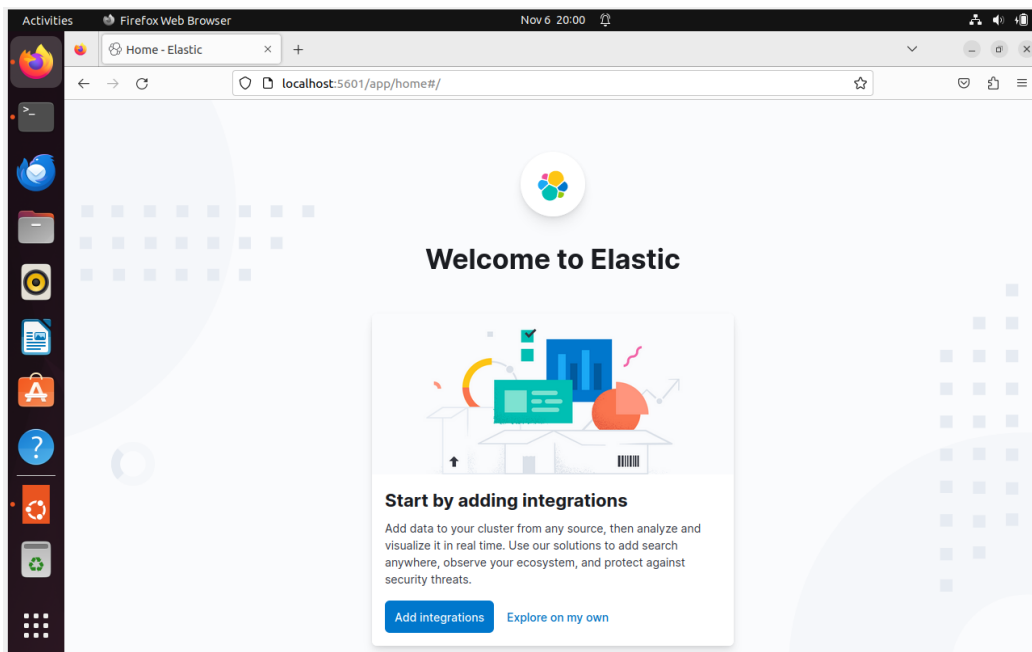 Activities Firefox Web Browser Nov 6 20:00
Home - Elastic
localhost:5601/app/home#/
Welcome to Elastic
Start by adding integrations
Add data to your cluster from any source, then analyze and
visualize it in real time. Use our solutions to add search
anywhere, observe your ecosystem, and protect against
security threats.
Add integrations Explore on my own